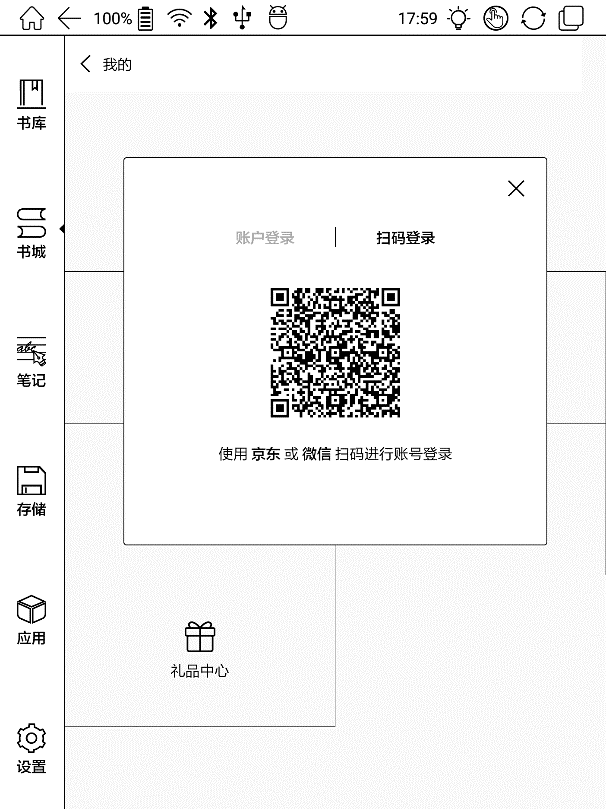 100%
17:59
我的
书库
账户登录
扫码登录
书城
abc
笔记
使用 京东 或 微信 扫码进行账号登录
存储
应用
礼品中心
设置